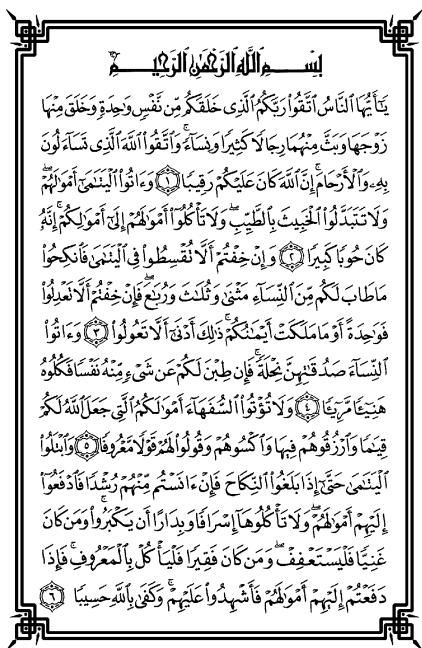 بِسْمِ ٱللَّهِ ٱلرَّحْمَٰنِ ٱلرَّحِيمِ
يَٰٓأَيُّهَا ٱلنَّاسُ ٱتَّقُوا۟ رَبَّكُمُ ٱلَّذِى خَلَقَكُم مِّن نَّفْسٍ وَٰحِدَةٍ وَخَلَقَ مِنْهَا
زَوْجَهَا وَبَثَّ مِنْهُمَا رِجَالًا كَثِيرًا وَنِسَآءً ۚ وَٱتَّقُوا۟ ٱللَّهَ ٱلَّذِى تَسَآءَلُونَ
بِهِۦ وَٱلْأَرْحَامَ ۚ إِنَّ ٱللَّهَ كَانَ عَلَيْكُمْ رَقِيبًا ١ وَءَاتُوا۟ ٱلْيَتَٰمَىٰٓ أَمْوَٰلَهُمْ ۖ
وَلَا تَتَبَدَّلُوا۟ ٱلْخَبِيثَ بِٱلطَّيِّبِ ۖ وَلَا تَأْكُلُوٓا۟ أَمْوَٰلَهُمْ إِلَىٰٓ أَمْوَٰلِكُمْ ۚ إِنَّهُۥ
كَانَ حُوبًا كَبِيرًا ٢ وَإِنْ خِفْتُمْ أَلَّا تُقْسِطُوا۟ فِى ٱلْيَتَٰمَىٰ فَٱنكِحُوا۟
مَا طَابَ لَكُم مِّنَ ٱلنِّسَآءِ مَثْنَىٰ وَثُلَٰثَ وَرُبَٰعَ ۖ فَإِنْ خِفْتُمْ أَلَّا تَعْدِلُوا۟
فَوَٰحِدَةً أَوْ مَا مَلَكَتْ أَيْمَٰنُكُمْ ۚ ذَٰلِكَ أَدْنَىٰٓ أَلَّا تَعُولُوا۟ ٣ وَءَاتُوا۟
ٱلنِّسَآءَ صَدُقَٰتِهِنَّ نِحْلَةً ۚ فَإِن طِبْنَ لَكُمْ عَن شَىْءٍ مِّنْهُ نَفْسًا فَكُلُوهُ
هَنِيٓـًٔا مَّرِيٓـًٔا ٤ وَلَا تُؤْتُوا۟ ٱلسُّفَهَآءَ أَمْوَٰلَكُمُ ٱلَّتِى جَعَلَ ٱللَّهُ لَكُمْ
قِيَٰمًا وَٱرْزُقُوهُمْ فِيهَا وَٱكْسُوهُمْ وَقُولُوا۟ لَهُمْ قَوْلًا مَّعْرُوفًا ٥ وَٱبْتَلُوا۟
ٱلْيَتَٰمَىٰ حَتَّىٰٓ إِذَا بَلَغُوا۟ ٱلنِّكَاحَ فَإِنْ ءَانَسْتُم مِّنْهُمْ رُشْدًا فَٱدْفَعُوٓا۟
إِلَيْهِمْ أَمْوَٰلَهُمْ ۖ وَلَا تَأْكُلُوهَآ إِسْرَافًا وَبِدَارًا أَن يَكْبَرُوا۟ ۚ وَمَن كَانَ
غَنِيًّا فَلْيَسْتَعْفِفْ ۖ وَمَن كَانَ فَقِيرًا فَلْيَأْكُلْ بِٱلْمَعْرُوفِ ۚ فَإِذَا
دَفَعْتُمْ إِلَيْهِمْ أَمْوَٰلَهُمْ فَأَشْهِدُوا۟ عَلَيْهِمْ ۚ وَكَفَىٰ بِٱللَّهِ حَسِيبًا ٦